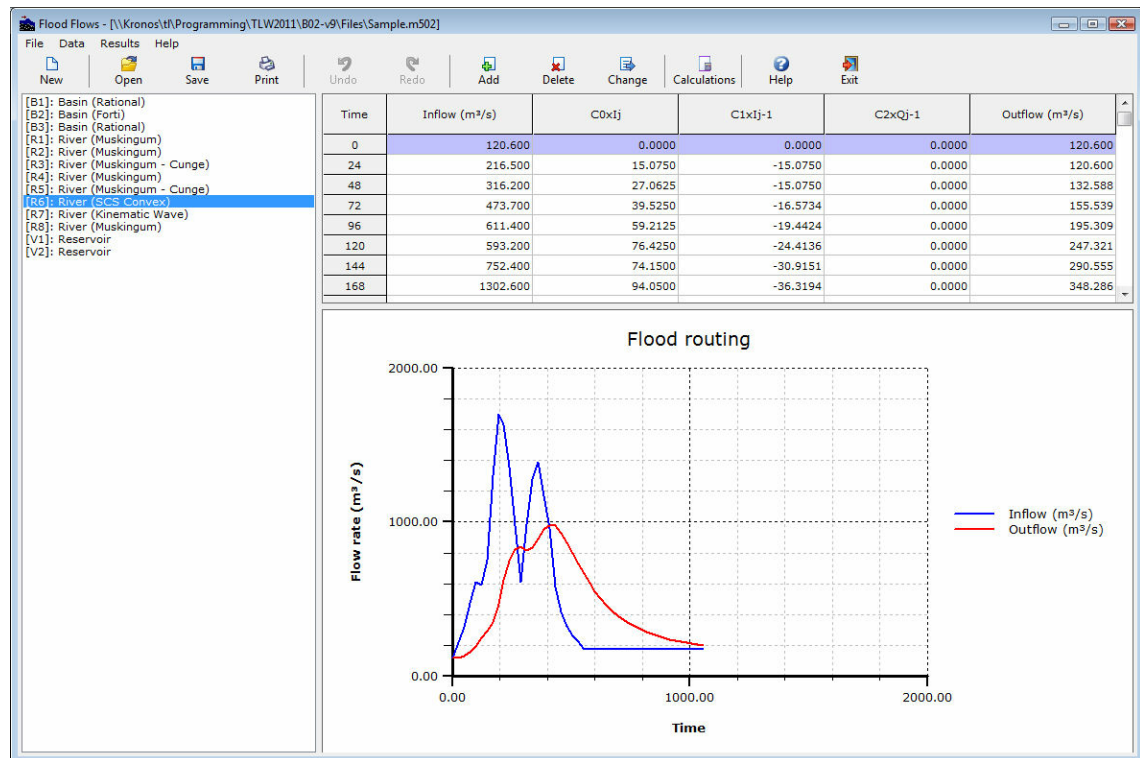 Flood Flows - [\\Kronos\tl\Programming\TLW2011\B02-v9\Files\Sample.m502]
File Data Results Help
New Open Save Print Undo Redo Add Delete Change Calculations Help Exit
[B1]: Basin (Rational)
[B2]: Basin (Forti)
[B3]: Basin (Rational)
[R1]: River (Muskingum)
[R2]: River (Muskingum)
[R3]: River (Muskingum - Cunge)
[R4]: River (Muskingum)
[R5]: River (Muskingum - Cunge)
[R6]: River (SCS Convex)
[R7]: River (Kinematic Wave)
[R8]: River (Muskingum)
[V1]: Reservoir
[V2]: Reservoir
Time Inflow (m³/s) C0xIj C1xIj-1 C2xQj-1 Outflow (m³/s)
0 120.600 0.0000 0.0000 0.0000 120.600
24 216.500 15.0750 -15.0750 0.0000 120.600
48 316.200 27.0625 -15.0750 0.0000 132.588
72 473.700 39.5250 -16.5734 0.0000 155.539
96 611.400 59.2125 -19.4424 0.0000 195.309
120 593.200 76.4250 -24.4136 0.0000 247.321
144 752.400 74.1500 -30.9151 0.0000 290.555
168 1302.600 94.0500 -36.3194 0.0000 348.286
Flood routing
2000.00
1000.00
0.00
Flow rate (m³/s)
0.00 1000.00 2000.00
Time
Inflow (m³/s)
Outflow (m³/s)